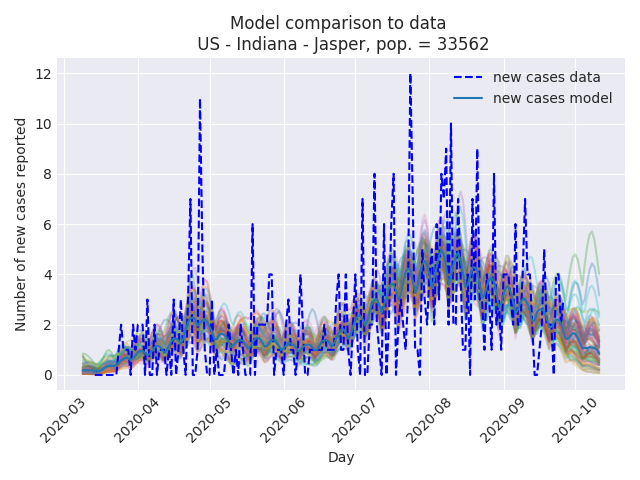 Model comparison to data
US - Indiana - Jasper, pop. = 33562
new cases data
new cases model
Number of new cases reported
12
10
8
6
4
2
0
2020-03
2020-04
2020-05
2020-06
2020-07
2020-08
2020-09
2020-10
Day